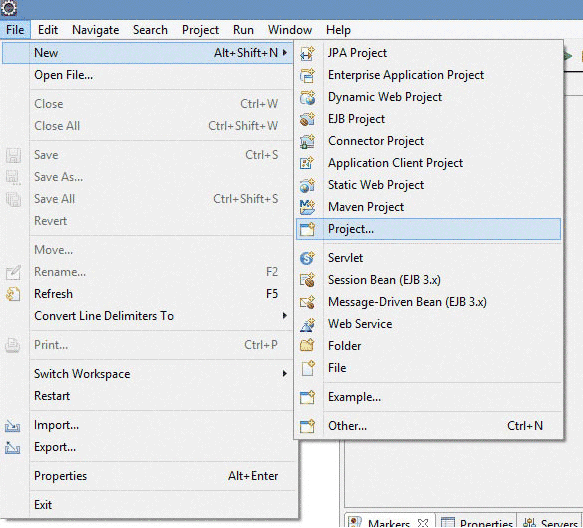 File Edit Navigate Search Project Run Window Help
New Alt+Shift+N
Open File...
Close Ctrl+W
Close All Ctrl+Shift+W
Save Ctrl+S
Save As...
Save All Ctrl+Shift+S
Revert
Move...
Rename... F2
Refresh F5
Convert Line Delimiters To
Print... Ctrl+P
Switch Workspace
Restart
Import...
Export...
Properties Alt+Enter
Exit
JPA Project
Enterprise Application Project
Dynamic Web Project
EJB Project
Connector Project
Application Client Project
Static Web Project
Maven Project
Project...
Servlet
Session Bean (EJB 3.x)
Message-Driven Bean (EJB 3.x)
Web Service
Folder
File
Example...
Other... Ctrl+N
Markers Properties Servers